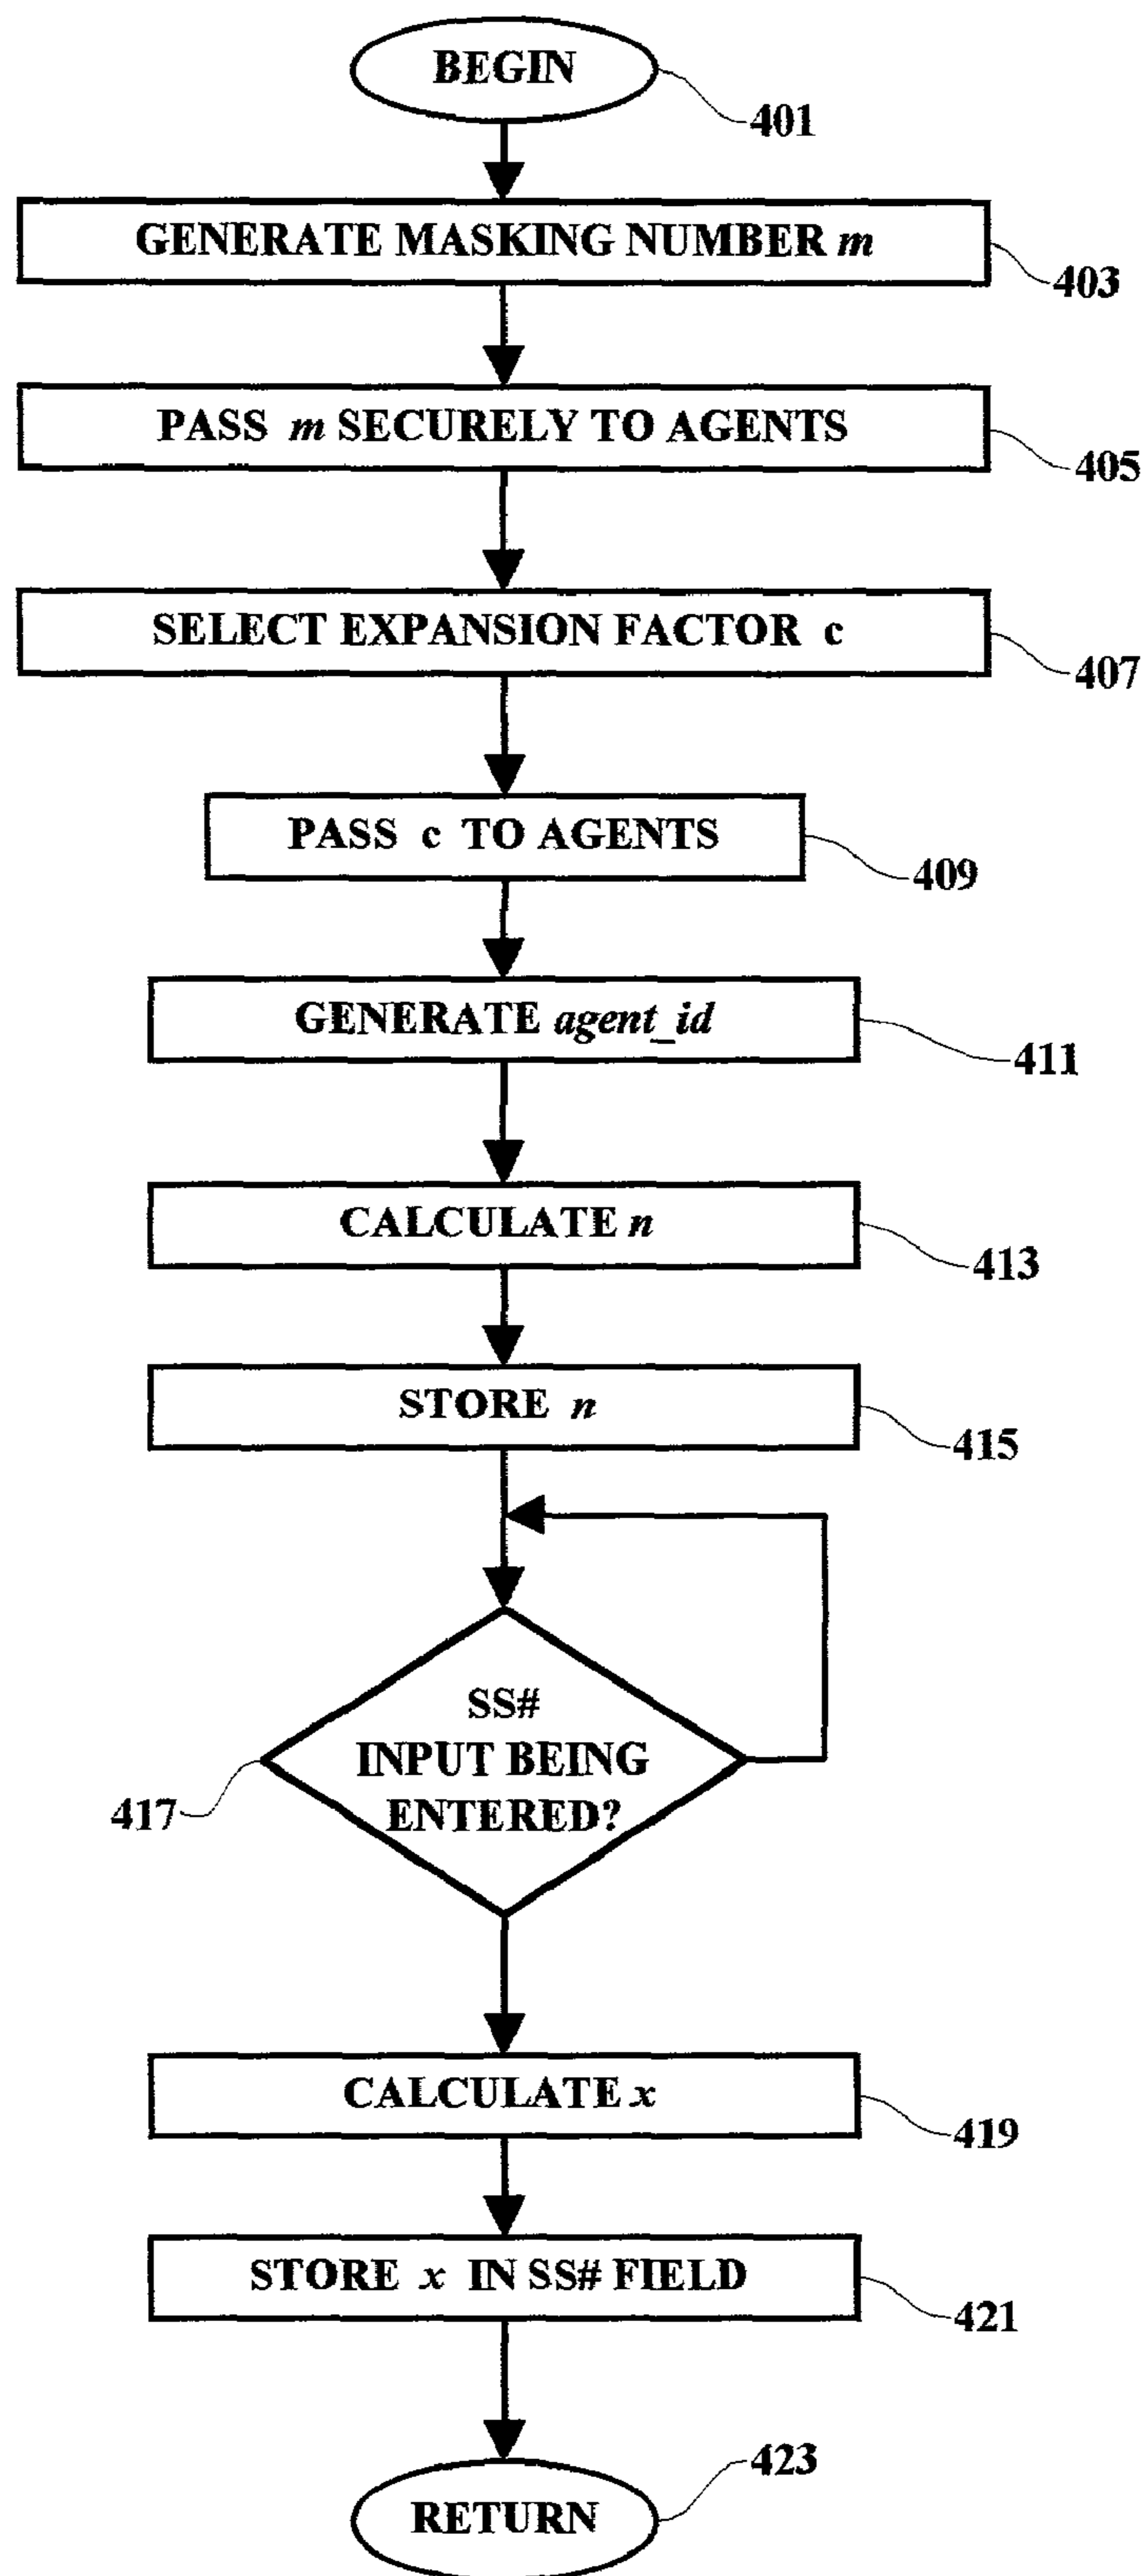 BEGIN
401
GENERATE MASKING NUMBER m
403
PASS m SECURELY TO AGENTS
405
SELECT EXPANSION FACTOR c
407
PASS c TO AGENTS
409
GENERATE agent_id
411
CALCULATE n
413
STORE n
415
SS#
INPUT BEING
ENTERED?
417
CALCULATE x
419
STORE x IN SS# FIELD
421
423
RETURN